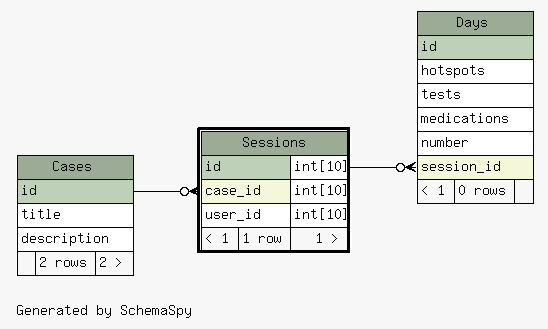 Days
id
hotspots
tests
medications
number
session_id
< 1 0 rows
Sessions
id int[10]
case_id int[10]
user_id int[10]
< 1 1 row 1 >
Cases
id
title
description
2 rows 2 >
Generated by SchemaSpy